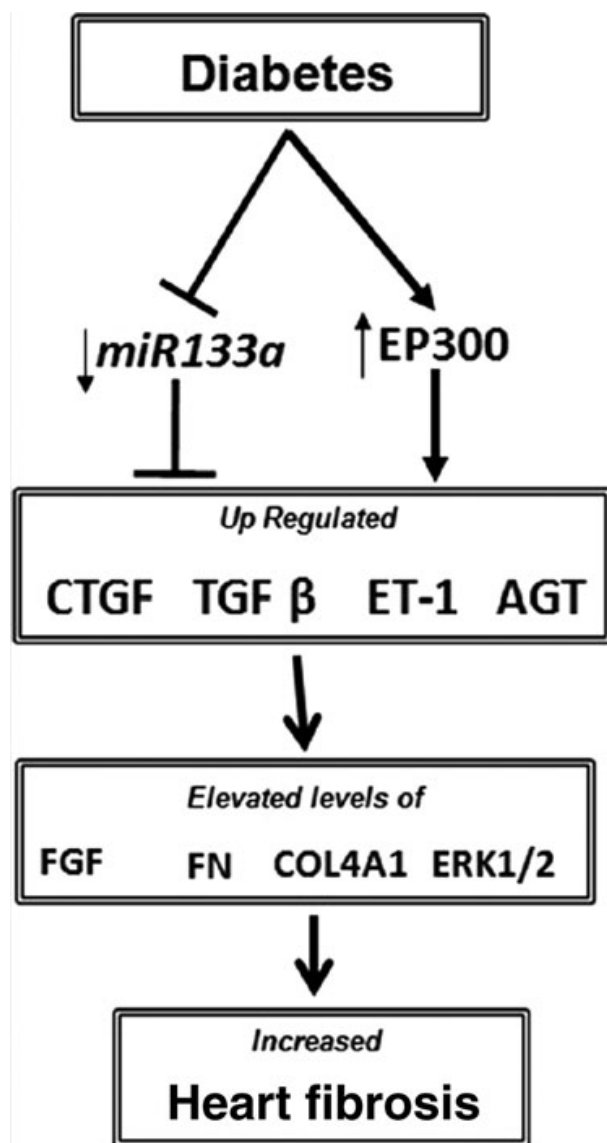 Diabetes
↓miR133a ↑EP300
Up Regulated
CTGF TGF β ET-1 AGT
Elevated levels of
FGF FN COL4A1 ERK1/2
Increased
Heart fibrosis